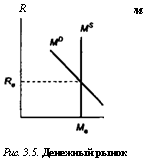 R
м
M^D
M^S
R_e
M_e
Рис. 3.5. Денежный рынок